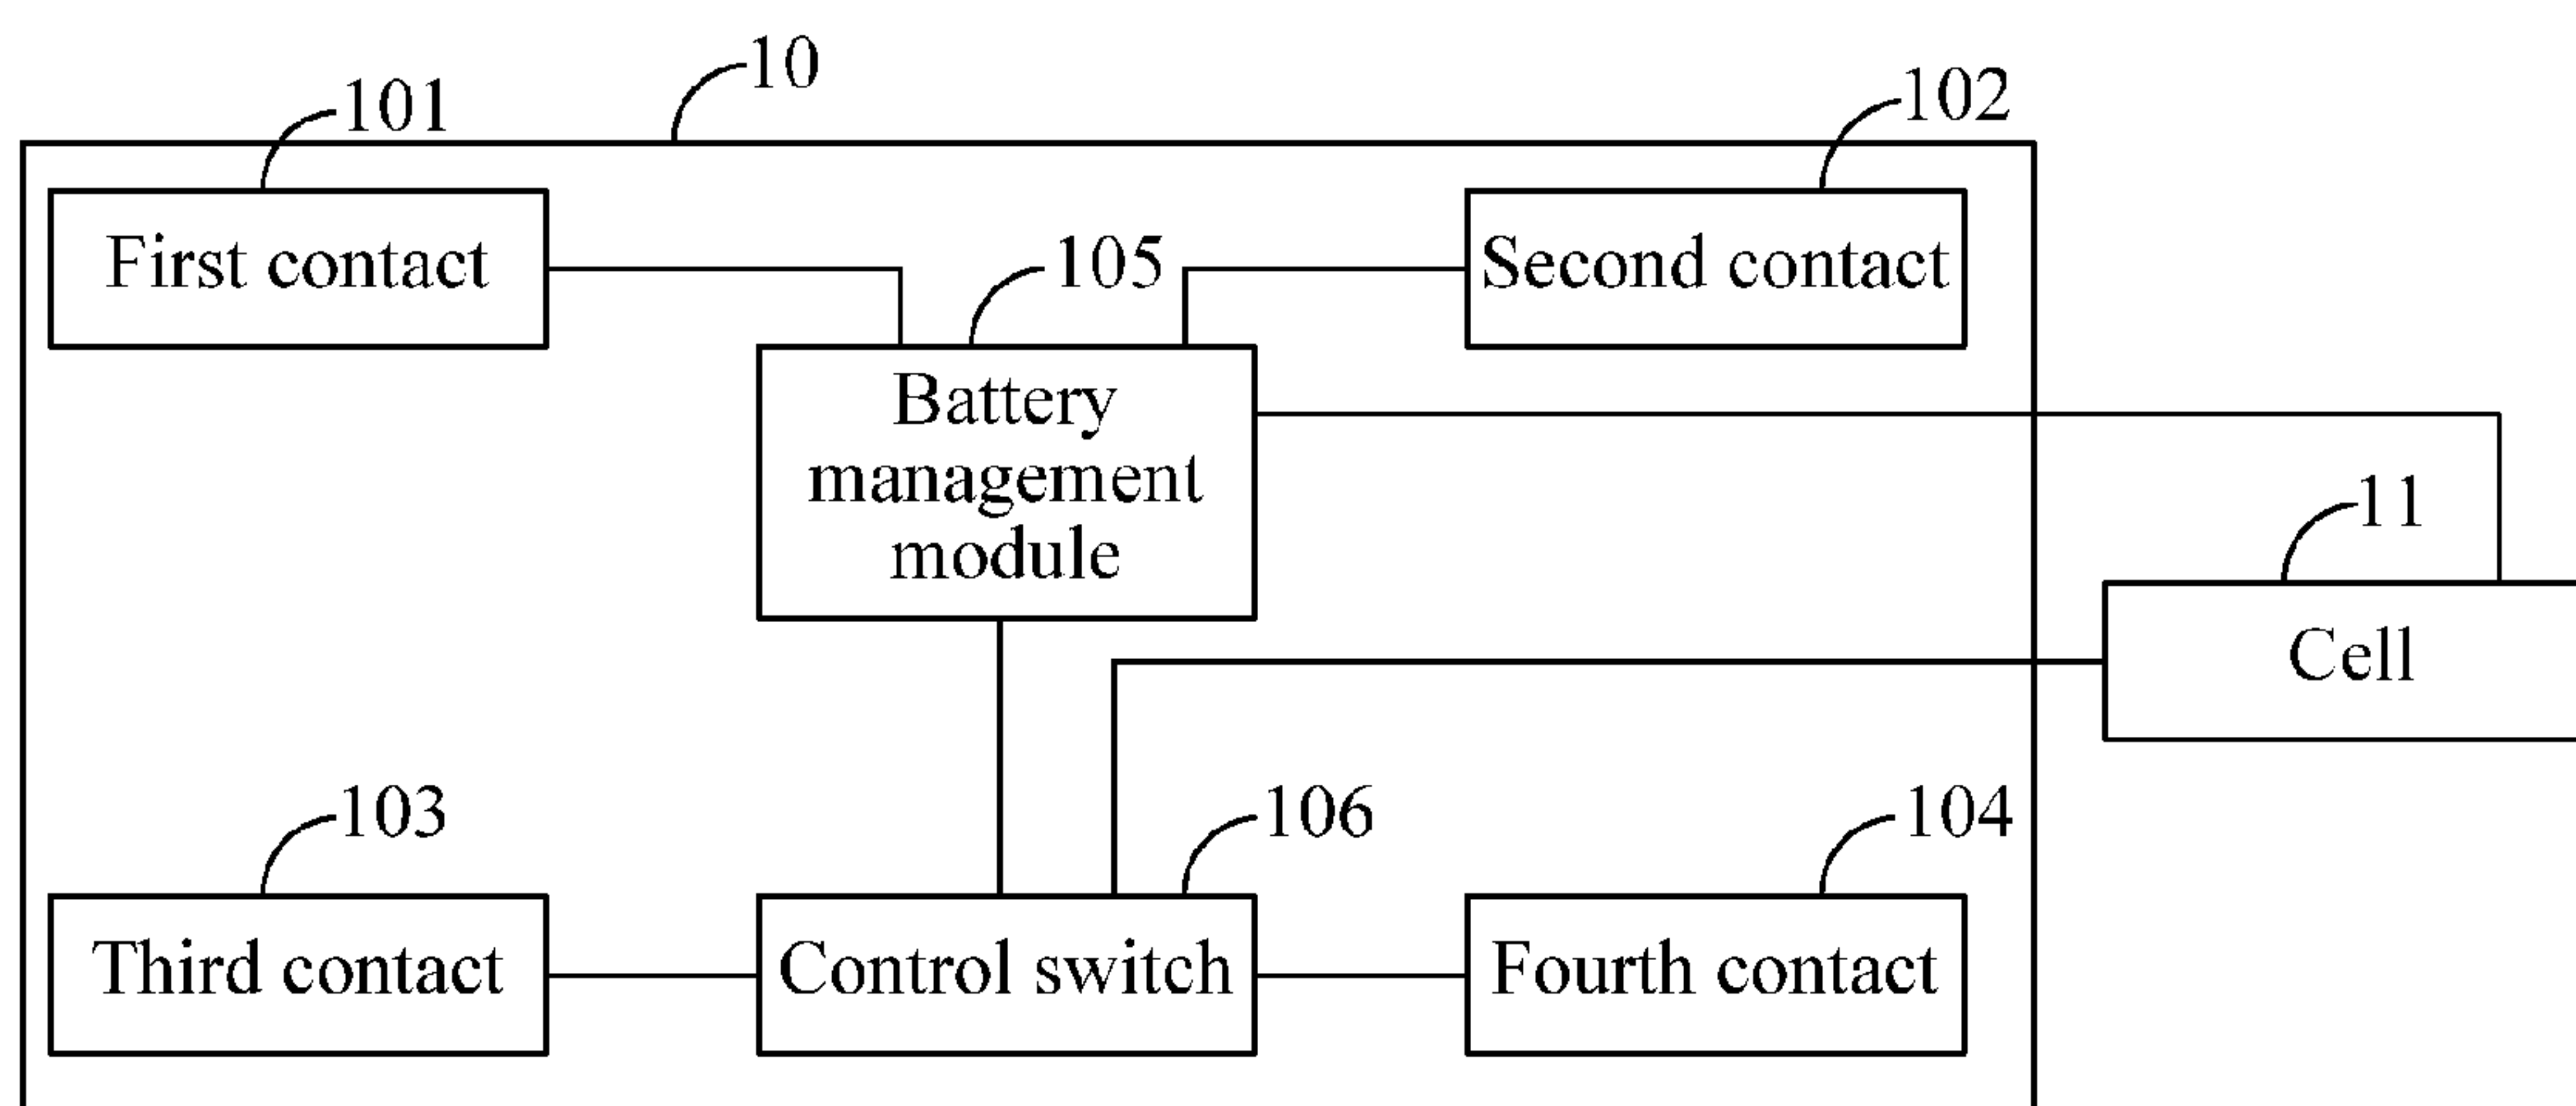 10
101
102
First contact
105
Second contact
Battery
management
module
11
Cell
103
106
104
Third contact
Control switch
Fourth contact